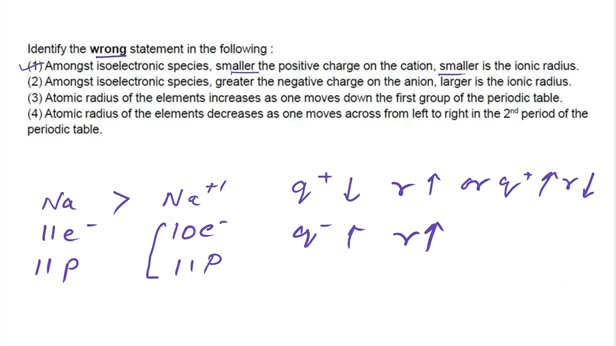 Identify the wrong statement in the following :
(1) Amongst isoelectronic species, smaller the positive charge on the cation, smaller is the ionic radius.
(2) Amongst isoelectronic species, greater the negative charge on the anion, larger is the ionic radius.
(3) Atomic radius of the elements increases as one moves down the first group of the periodic table.
(4) Atomic radius of the elements decreases as one moves across from left to right in the 2nd period of the
periodic table.
Na > Na+1 q+ ↓ r ↑ or q+ ↑ r ↓
11e- 10e- q- ↑ r ↑
11p 11p